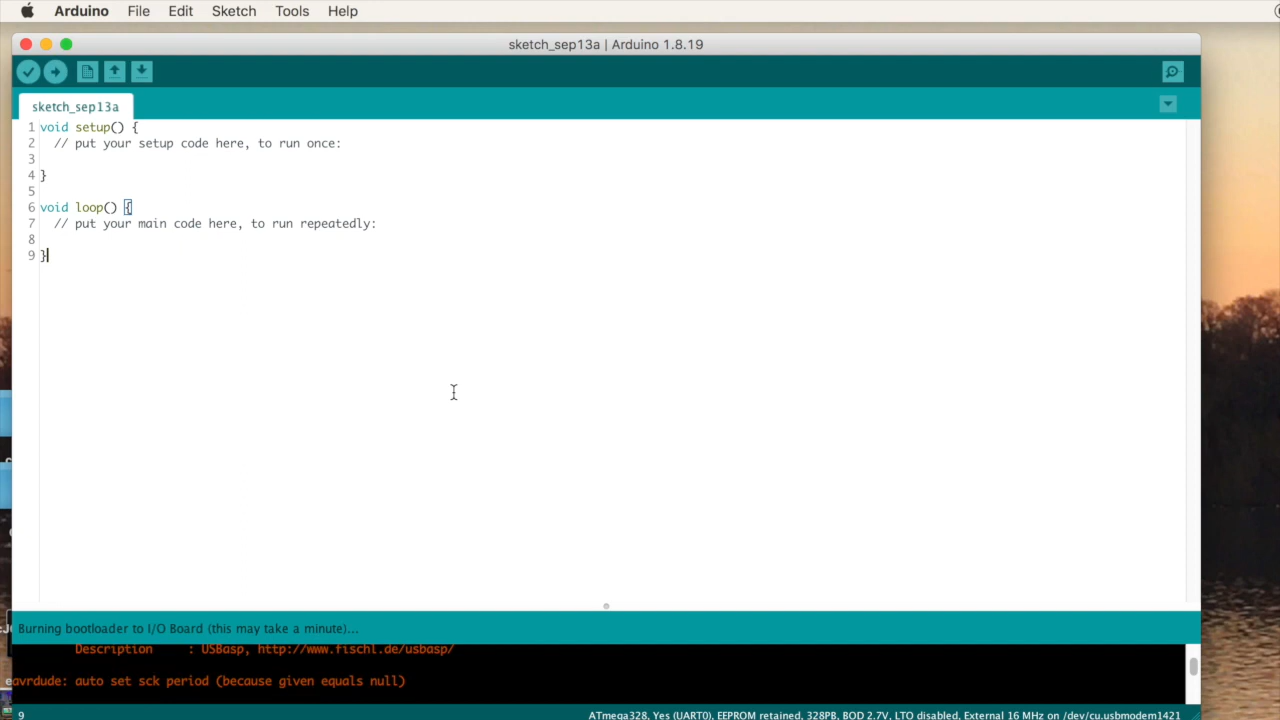 Arduino File Edit Sketch Tools Help
sketch_sep13a | Arduino 1.8.19
sketch_sep13a
1 void setup() {
2 // put your setup code here, to run once:
3
4 }
5
6 void loop() {
7 // put your main code here, to run repeatedly:
8
9 }
Burning bootloader to I/O Board (this may take a minute)...
Description : USBasp, http://www.fischl.de/usbasp/
avrdude: auto set sck period (because given equals null)
9 ATmega328, Yes (UART0), EEPROM retained, 328PB, BOD 2.7V, LTO disabled, External 16 MHz on /dev/cu.usbmodem1421